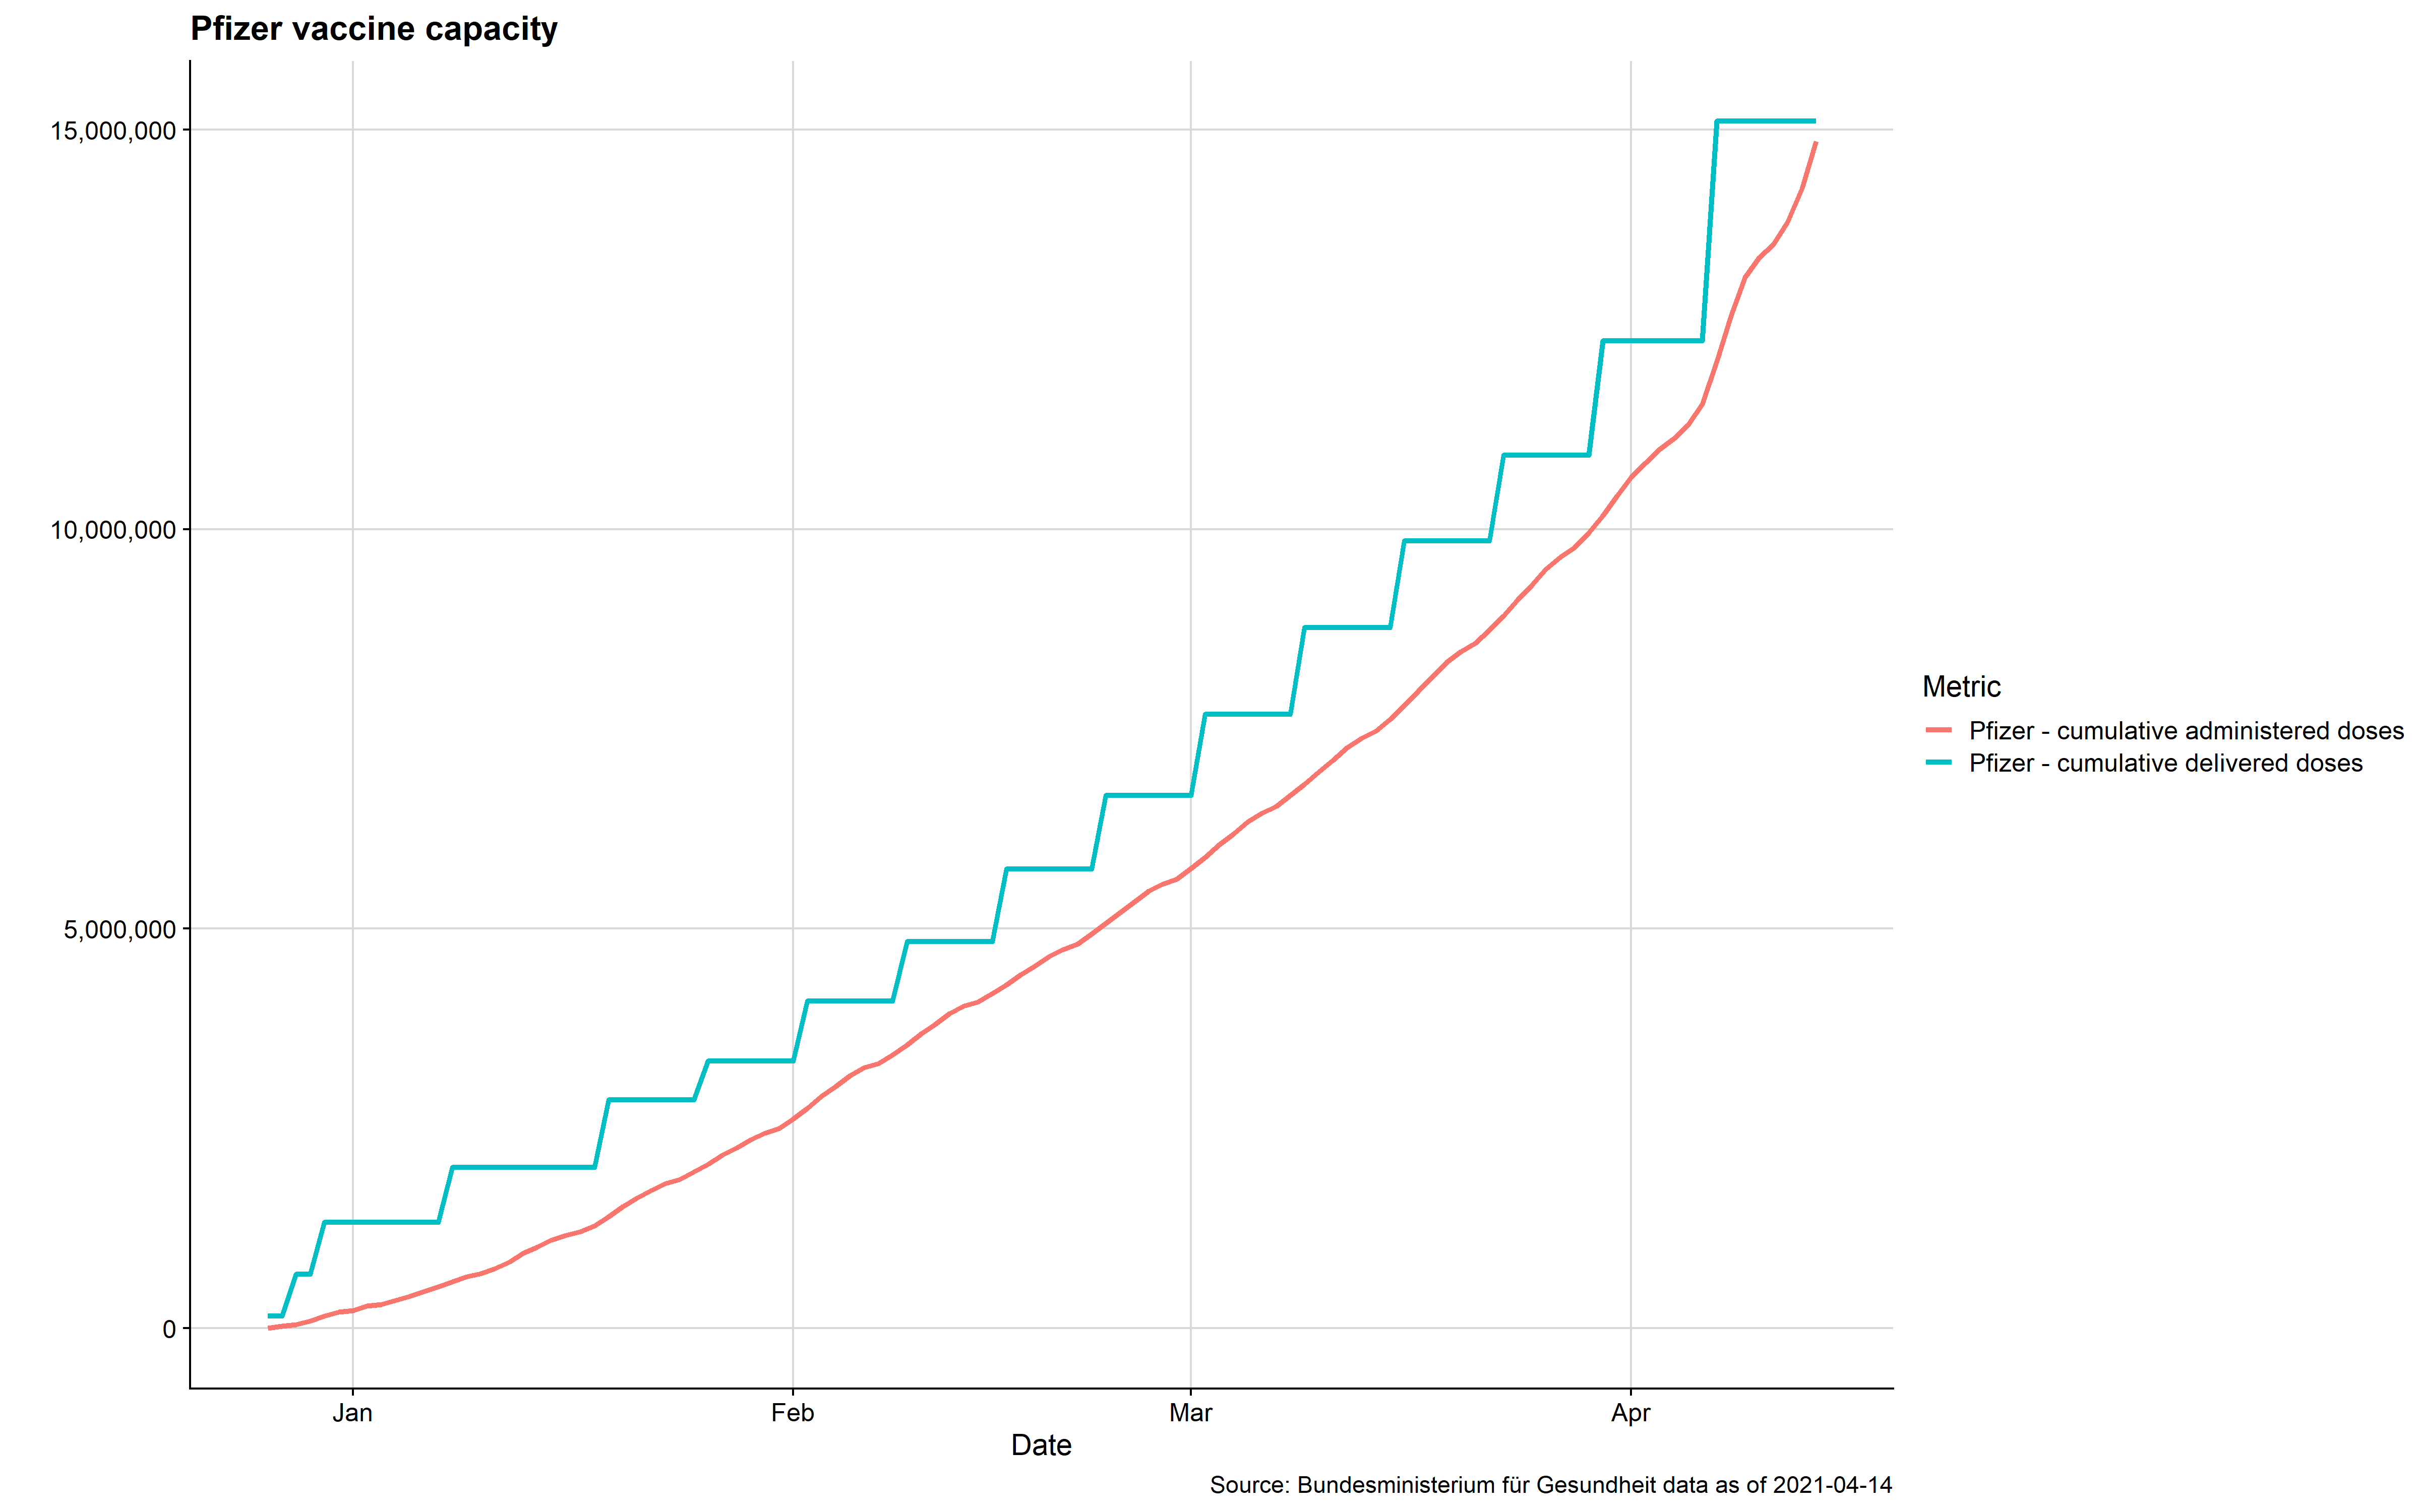 Pfizer vaccine capacity
15,000,000
10,000,000
5,000,000
0
Jan Feb Mar Apr
Date
Metric
Pfizer - cumulative administered doses
Pfizer - cumulative delivered doses
Source: Bundesministerium für Gesundheit data as of 2021-04-14